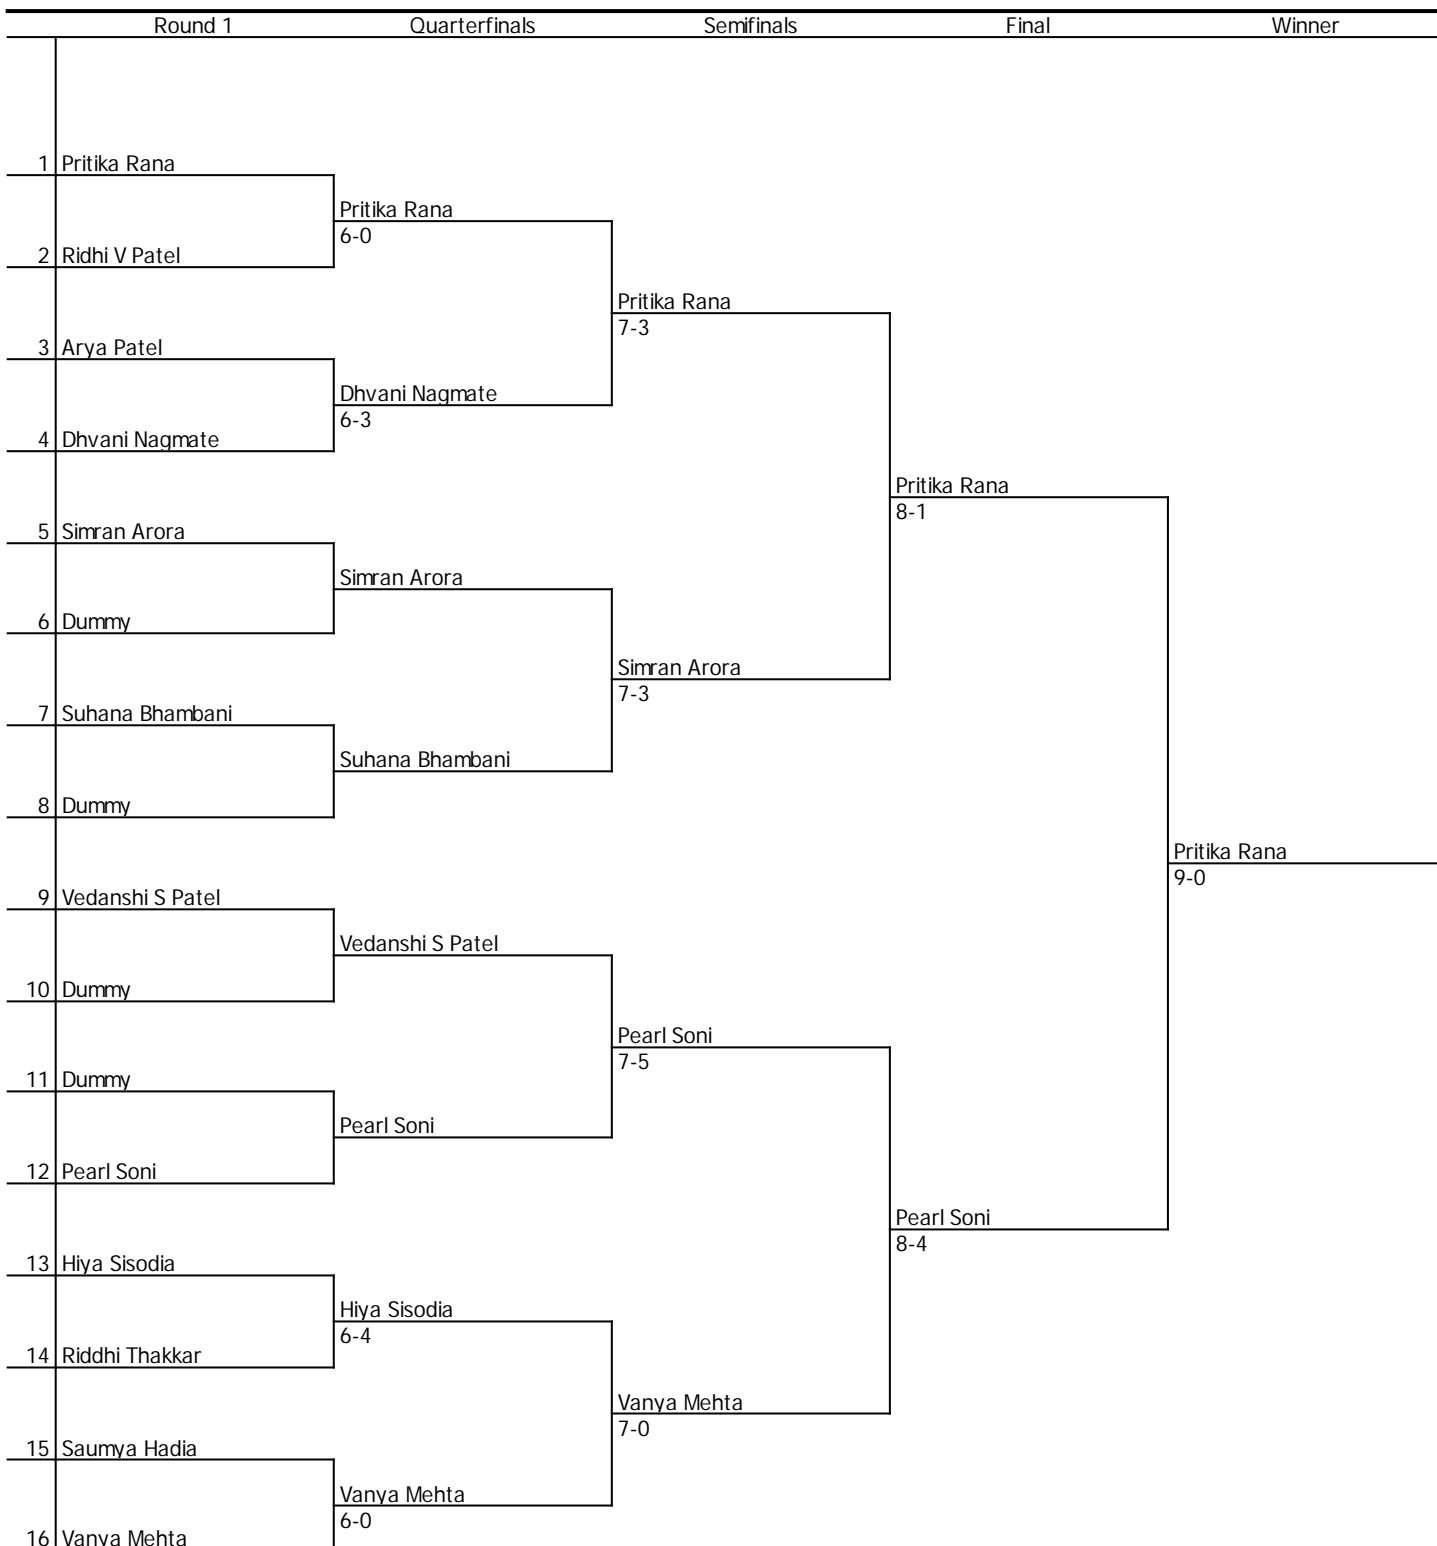 Round 1 Quarterfinals Semifinals Final Winner
1 Pritika Rana
Pritika Rana
6-0
2 Ridhi V Patel
Pritika Rana
7-3
3 Arya Patel
Dhvani Nagmate
6-3
4 Dhvani Nagmate
Pritika Rana
8-1
5 Simran Arora
Simran Arora
6 Dummy
Simran Arora
7-3
7 Suhana Bhambani
Suhana Bhambani
8 Dummy
Pritika Rana
9-0
9 Vedanshi S Patel
Vedanshi S Patel
10 Dummy
Pearl Soni
7-5
11 Dummy
Pearl Soni
12 Pearl Soni
Pearl Soni
8-4
13 Hiya Sisodia
Hiya Sisodia
6-4
14 Riddhi Thakkar
Vanya Mehta
7-0
15 Saumya Hadia
Vanya Mehta
6-0
16 Vanya Mehta